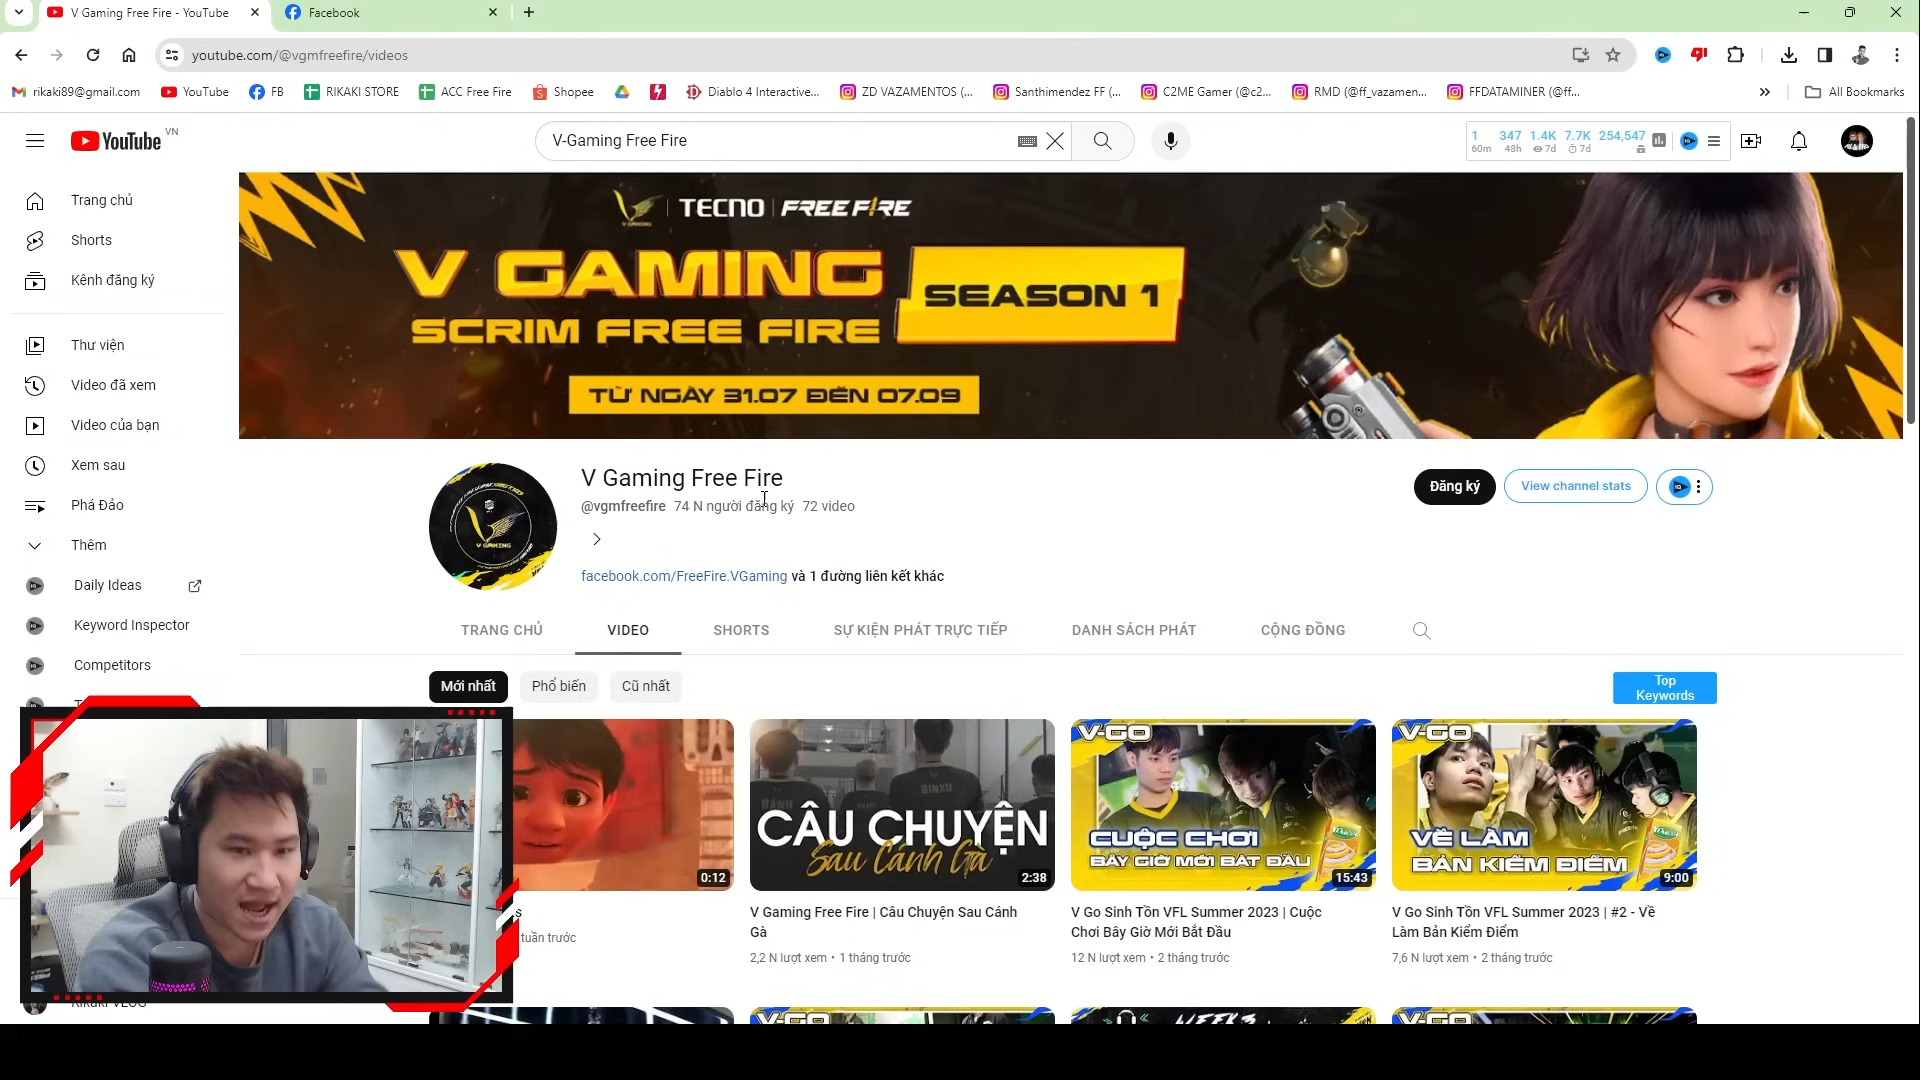 V Gaming Free Fire - YouTube
Facebook
youtube.com/@vgmfreefire/videos
rikaki89@gmail.com
YouTube
FB
RIKAKI STORE
ACC Free Fire
Shopee
Diablo 4 Interactive...
ZD VAZAMENTOS (...
Santhimendez FF (...
C2ME Gamer (@c2...
RMD (@ff_vazamen...
FFDATAMINER (@ff...
All Bookmarks
YouTube VN
V-Gaming Free Fire
1 347 1.4K 7.7K 254,547
60m 48h 7d 7d
Trang chủ
Shorts
Kênh đăng ký
Thư viện
Video đã xem
Video của bạn
Xem sau
Phá Đảo
Thêm
Daily Ideas
Keyword Inspector
Competitors
V GAMING | TECNO | FREE FIRE
V GAMING
SEASON 1
SCRIM FREE FIRE
TỪ NGÀY 31.07 ĐẾN 07.09
V GAMING
V Gaming Free Fire
@vgmfreefire 74 N người đăng ký 72 video
facebook.com/FreeFire.VGaming và 1 đường liên kết khác
Đăng ký
View channel stats
TRANG CHỦ
VIDEO
SHORTS
SỰ KIỆN PHÁT TRỰC TIẾP
DANH SÁCH PHÁT
CỘNG ĐỒNG
Mới nhất
Phổ biến
Cũ nhất
Top
Keywords
0:12
s
tuần trước
BÁNH
BINXU
CÂU CHUYỆN
Sau Cánh Gà
2:38
V Gaming Free Fire | Câu Chuyện Sau Cánh
Gà
2,2 N lượt xem • 1 tháng trước
V-GO
CUỘC CHƠI
BÂY GIỜ MỚI BẮT ĐẦU
15:43
V Go Sinh Tồn VFL Summer 2023 | Cuộc
Chơi Bây Giờ Mới Bắt Đầu
12 N lượt xem • 2 tháng trước
V-GO
VỀ LÀM
BẢN KIỂM ĐIỂM
9:00
V Go Sinh Tồn VFL Summer 2023 | #2 - Về
Làm Bản Kiểm Điểm
7,6 N lượt xem • 2 tháng trước
Rikaki VLOG
V-GO
WEEK 3
V-GO